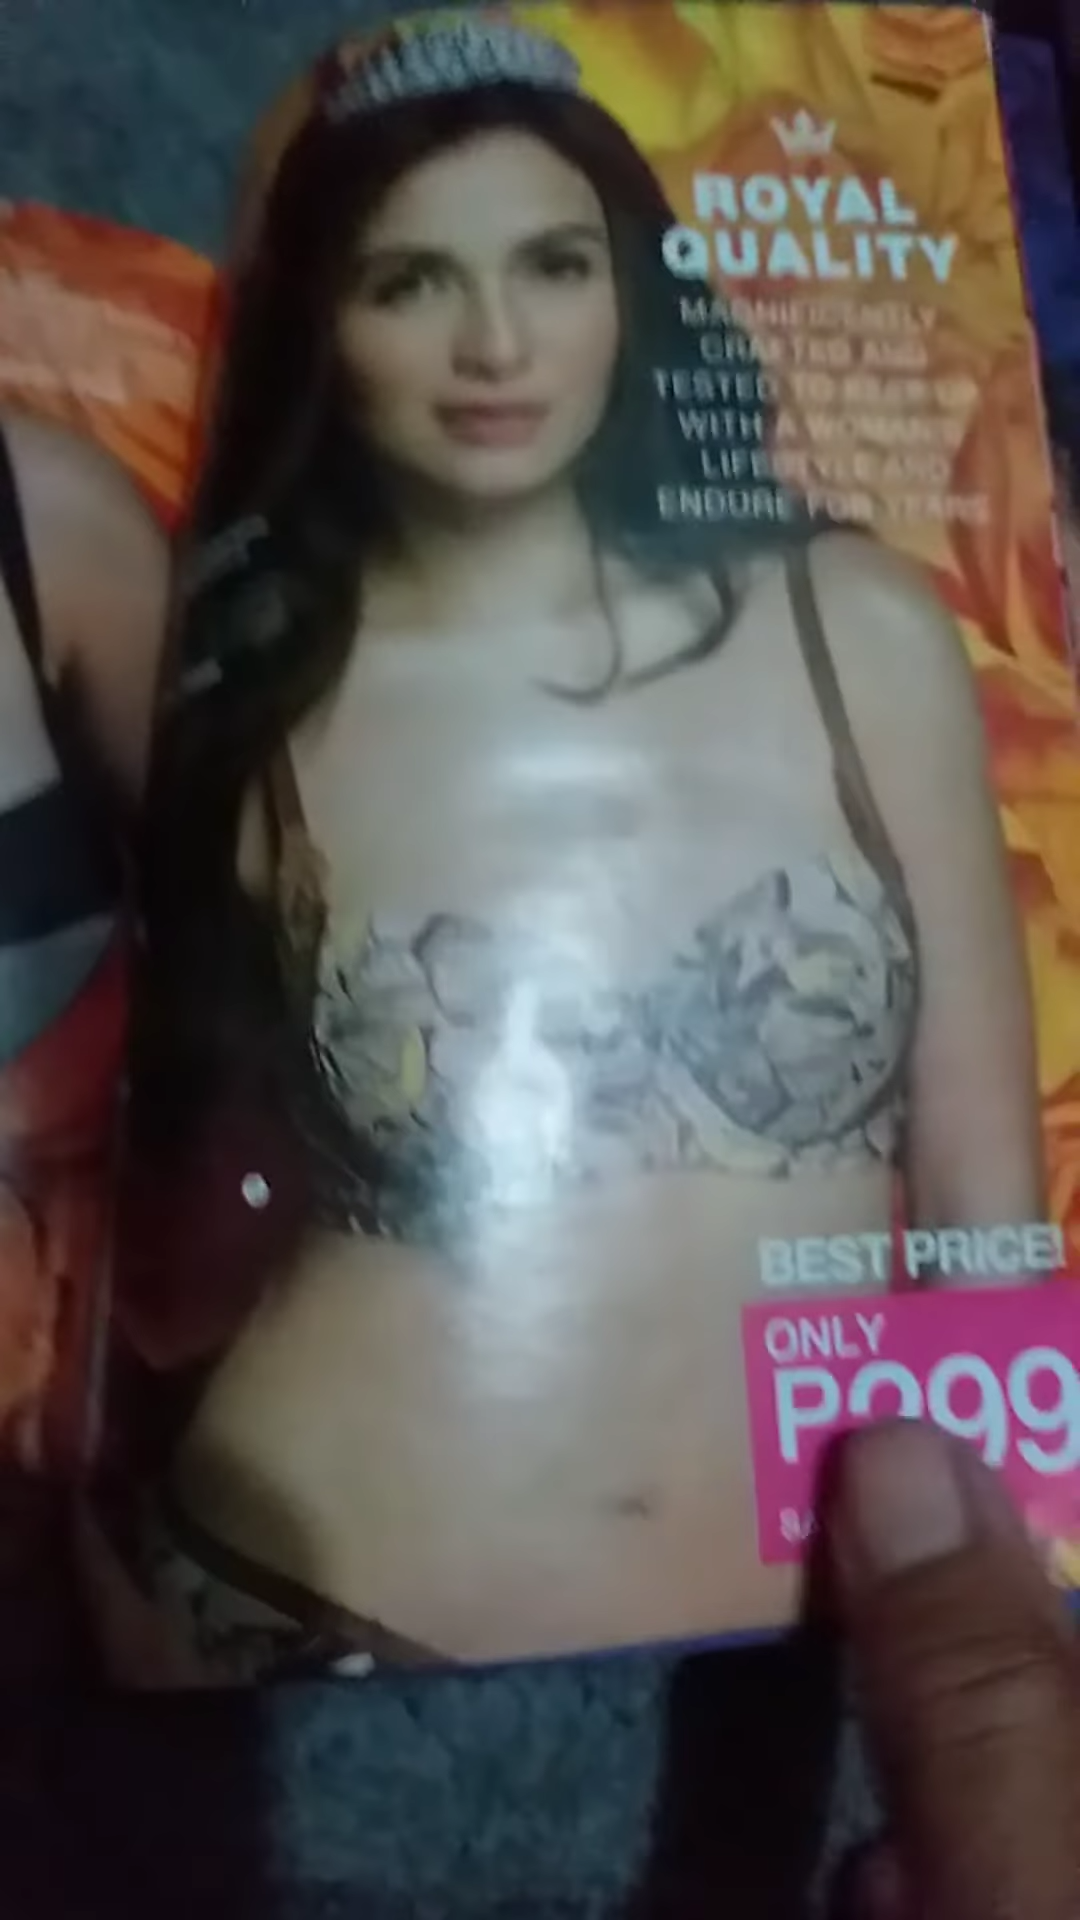 ROYAL
QUALITY
MAGNIFICENTLY
CRAFTED AND
TESTED TO KEEP UP
WITH A WOMAN'S
LIFESTYLE AND
ENDURE FOR YEARS
BEST PRICE!
ONLY